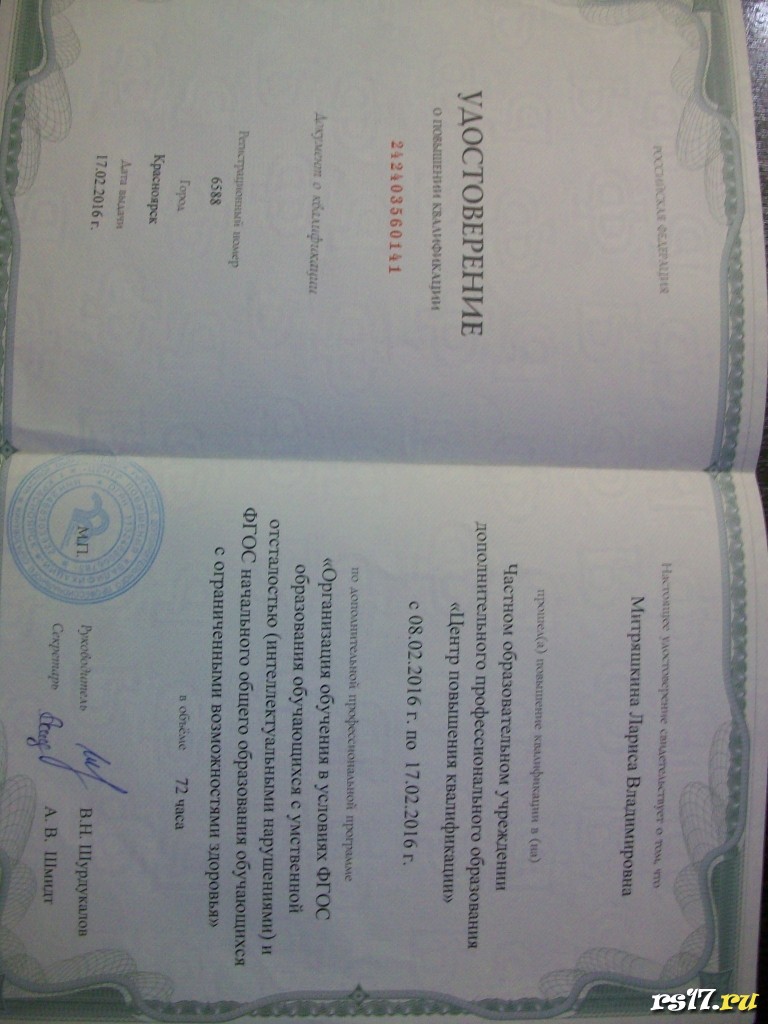 РОССИЙСКАЯ ФЕДЕРАЦИЯ
УДОСТОВЕРЕНИЕ
О ПОВЫШЕНИИ КВАЛИФИКАЦИИ
242403560141
Документ о квалификации
Регистрационный номер
6588
Город
Красноярск
Дата выдачи
17.02.2016 г.
Настоящее удостоверение свидетельствует о том, что
Митряшкина Лариса Владимировна
прошел(а) повышение квалификации в (на)
Частном образовательном учреждении
дополнительного профессионального образования
«Центр повышения квалификации»
с 08.02.2016 г. по 17.02.2016 г.
по дополнительной профессиональной программе
«Организация обучения в условиях ФГОС
образования обучающихся с умственной
отсталостью (интеллектуальными нарушениями) и
ФГОС начального общего образования обучающихся
с ограниченными возможностями здоровья»
в объёме 72 часа
М.П.
Руководитель В.Н. Шурдукалов
Секретарь А. В. Шмидт
rs17.ru